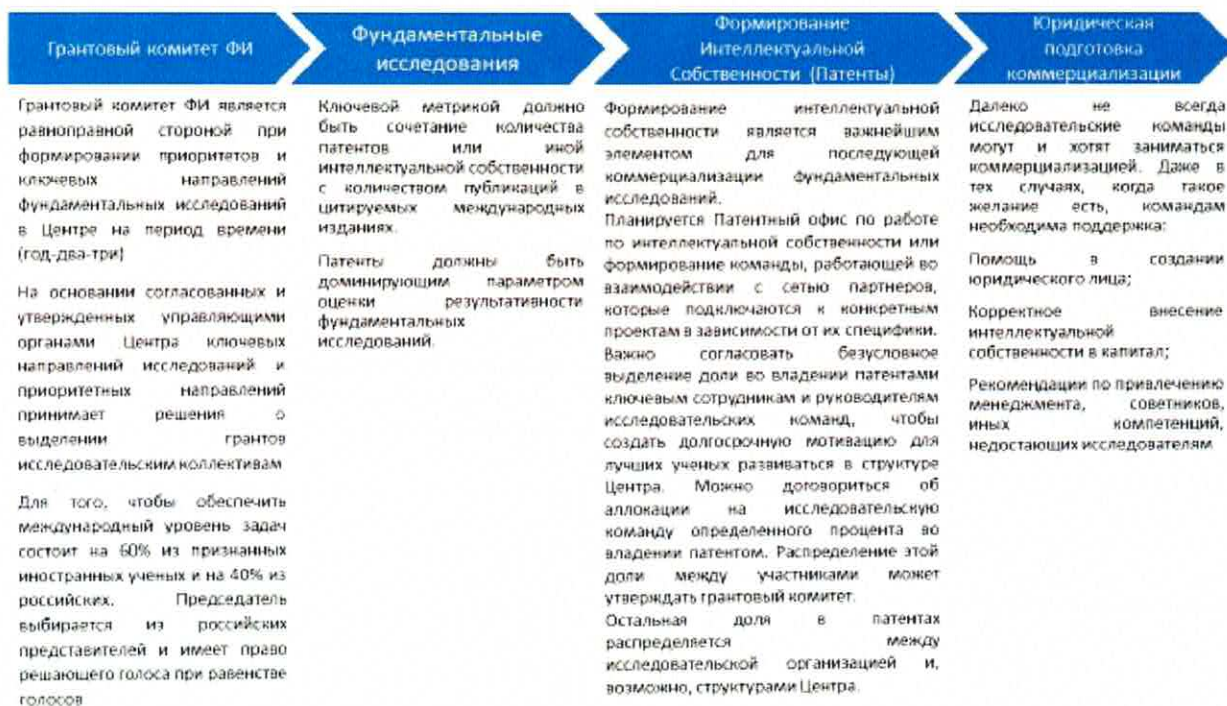 Грантовый комитет ФИ
Грантовый комитет ФИ является
равноправной стороной при
формировании приоритетов и
ключевых направлений
фундаментальных исследований
в Центре на период времени
(год-два-три)
На основании согласованных и
утвержденных управляющими
органами Центра ключевых
направлений исследований и
приоритетных направлений
принимает решения о
выделении грантов
исследовательским коллективам
Для того, чтобы обеспечить
международный уровень задач
состоит на 60% из признанных
иностранных ученых и на 40% из
российских. Председатель
выбирается из российских
представителей и имеет право
решающего голоса при равенстве
голосов
Фундаментальные
исследования
Ключевой метрикой должно
быть сочетание количества
патентов или иной
интеллектуальной собственности
с количеством публикаций в
цитируемых международных
изданиях.
Патенты должны быть
доминирующим параметром
оценки результативности
фундаментальных
исследований.
Формирование
Интеллектуальной
Собственности (Патенты)
Формирование интеллектуальной
собственности является важнейшим
элементом для последующей
коммерциализации фундаментальных
исследований.
Планируется Патентный офис по работе
по интеллектуальной собственности или
формирование команды, работающей во
взаимодействии с сетью партнеров,
которые подключаются к конкретным
проектам в зависимости от их специфики.
Важно согласовать безусловное
выделение доли во владении патентами
ключевым сотрудникам и руководителям
исследовательских команд, чтобы
создать долгосрочную мотивацию для
лучших ученых развиваться в структуре
Центра. Можно договориться об
аллокации на исследовательскую
команду определенного процента во
владении патентом. Распределение этой
доли между участниками может
утверждать грантовый комитет.
Остальная доля в патентах
распределяется между
исследовательской организацией и,
возможно, структурами Центра.
Юридическая
подготовка
коммерциализации
Далеко не всегда
исследовательские команды
могут и хотят заниматься
коммерциализацией. Даже в
тех случаях, когда такое
желание есть, командам
необходима поддержка:
Помощь в создании
юридического лица;
Корректное внесение
интеллектуальной
собственности в капитал;
Рекомендации по привлечению
менеджмента, советников,
иных компетенций,
недостающих исследователям